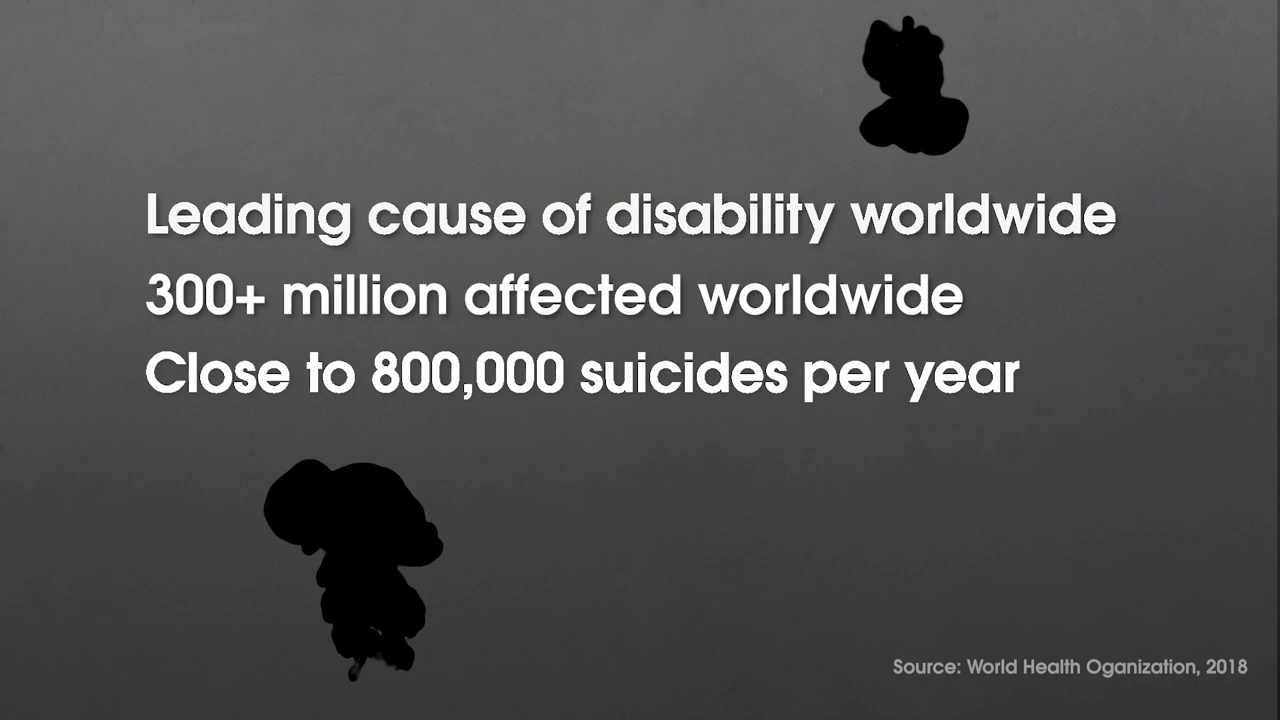 Leading cause of disability worldwide
300+ million affected worldwide
Close to 800,000 suicides per year
Source: World Health Oganization, 2018